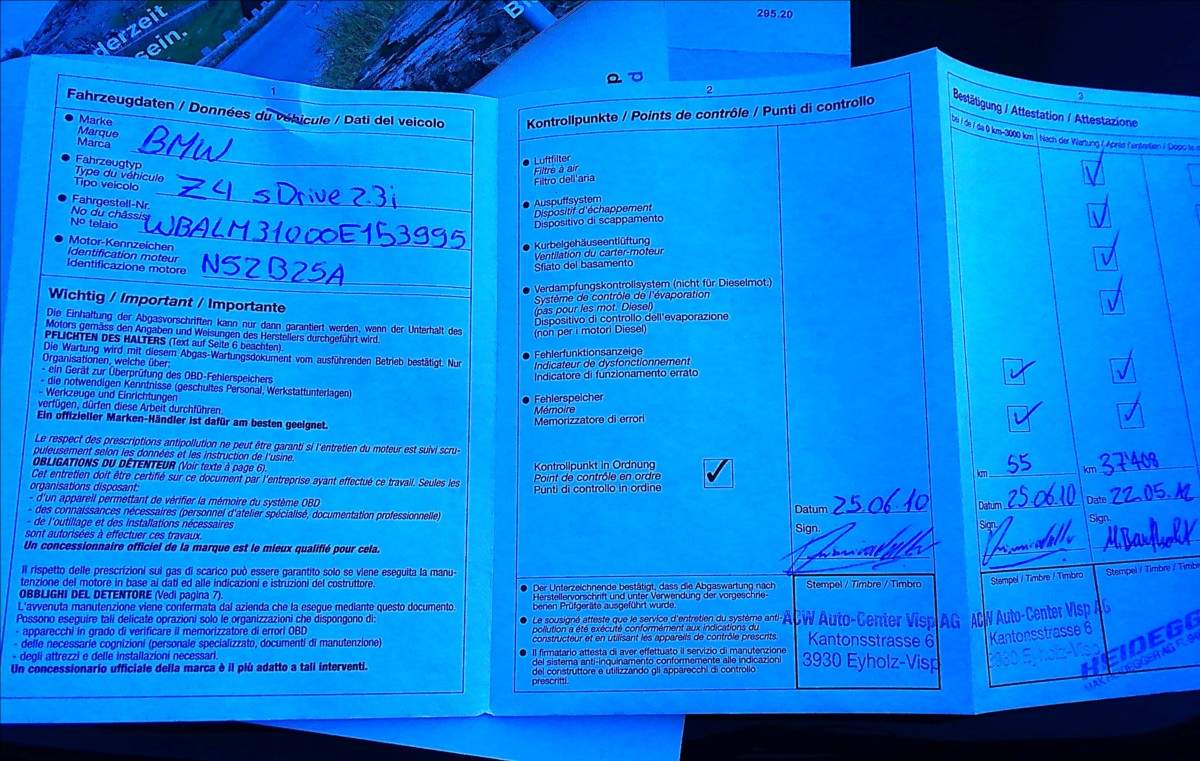 derzeit
sein.
295.20
p
d
1
Fahrzeugdaten / Données du véhicule / Dati del veicolo
● Marke
Marque
Marca
BMW
● Fahrzeugtyp
Type du véhicule
Tipo veicolo
Z4 sDrive 2.3i
● Fahrgestell-Nr.
No du châssis
Nº telaio
WBALM31000E153995
● Motor-Kennzeichen
Identification moteur
Identificazione motore
N52B25A
Wichtig / Important / Importante
Die Einhaltung der Abgasvorschriften kann nur dann garantiert werden, wenn der Unterhalt des
Motors gemäss den Angaben und Weisungen des Herstellers durchgeführt wird.
PFLICHTEN DES HALTERS (Text auf Seite 6 beachten).
Die Wartung wird mit diesem Abgas-Wartungsdokument vom ausführenden Betrieb bestätigt. Nur
Organisationen, welche über:
- ein Gerät zur Überprüfung des OBD-Fehlerspeichers
- die notwendigen Kenntnisse (geschultes Personal, Werkstattunterlagen)
- Werkzeuge und Einrichtungen
verfügen, dürfen diese Arbeit durchführen.
Ein offizieller Marken-Händler ist dafür am besten geeignet.
Le respect des prescriptions antipollution ne peut être garanti si l'entretien du moteur est suivi scru-
puleusement selon les données et les instruction de l'usine.
OBLIGATIONS DU DÉTENTEUR (Voir texte à page 6).
Cet entretien doit être certifié sur ce document par l'entreprise ayant effectué ce travail. Seules les
organisations disposant:
- d'un appareil permettant de vérifier la mémoire du système OBD
- des connaissances nécessaires (personnel d'atelier spécialisé, documentation professionnelle)
- de l'outillage et des installations nécessaires
sont autorisées à effectuer ces travaux.
Un concessionnaire officiel de la marque est le mieux qualifié pour cela.
Il rispetto delle prescrizioni sui gas di scarico può essere garantito solo se viene eseguita la manu-
tenzione del motore in base ai dati ed alle indicazioni e istruzioni del costruttore.
OBBLIGHI DEL DETENTORE (Vedi pagina 7).
L'avvenuta manutenzione viene confermata dal azienda che la esegue mediante questo documento.
Possono eseguire tali delicate oprazioni solo le organizzazioni che dispongono di:
- apparecchi in grado di verificare il memorizzatore di errori OBD
- delle necessarie cognizioni (personale specializzato, documenti di manutenzione)
- degli attrezzi e delle installazioni necessari.
Un concessionario ufficiale della marca è il più adatto a tali interventi.
2
Kontrollpunkte / Points de contrôle / Punti di controllo
● Luftfilter
Filtre à air
Filtro dell'aria
● Auspuffsystem
Dispositif d'échappement
Dispositivo di scappamento
● Kurbelgehäuseentlüftung
Ventilation du carter-moteur
Sfiato del basamento
● Verdampfungskontrolsystem (nicht für Dieselmot.)
Système de contrôle de l'évaporation
(pas pour les mot. Diesel)
Dispositivo di controllo dell'evaporazione
(non per i motori Diesel)
● Fehlerfunktionsanzeige
Indicateur de dysfonctionnement
Indicatore di funzionamento errato
● Fehlerspeicher
Mémoire
Memorizzatore di errori
Kontrollpunkt in Ordnung
Point de contrôle en ordre
Punti di controllo in ordine
✓
Datum 25.06.10
Sign.
● Der Unterzeichnende bestätigt, dass die Abgaswartung nach
Herstellervorschrift und unter Verwendung der vorgeschrie-
benen Prüfgeräte ausgeführt wurde.
● Le sousigné atteste que le service d'entretien du système anti-
pollution a été exécuté conformément aux indications du
constructeur et en utilisant les appareils de contrôle prescrits.
● Il firmatario attesta di aver effettuato il servizio di manutenzione
del sistema anti-inquinamento conformemente alle indicazioni
del construttore e utilizzando gli apparecchi di controllo
prescritti.
Stempel / Timbre / Timbro
ACW Auto-Center Visp AG
Kantonsstrasse 6
3930 Eyholz-Visp
3
Bestätigung / Attestation / Attestazione
bei / de / da 0 km-3000 km
Nach der Wartung / Après l'entretien / Dopo la
✓
✓
✓
✓
✓ ✓
✓ ✓
km 55
km 37'408
Datum 25.06.10
Date 22.05.12
Sign.
Sign.
Stempel / Timbre / Timbro
Stempel / Timbre / Timbro
ACW Auto-Center Visp AG
Kantonsstrasse 6
3930 Eyholz-Visp
HEIDEGG